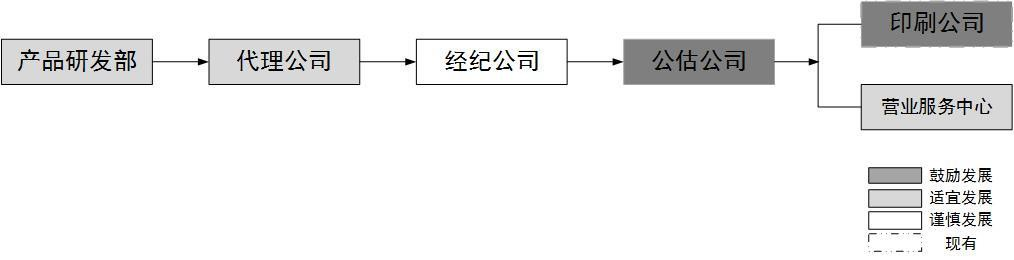 产品研发部
代理公司
经纪公司
公估公司
印刷公司
营业服务中心
鼓励发展
适宜发展
谨慎发展
现有